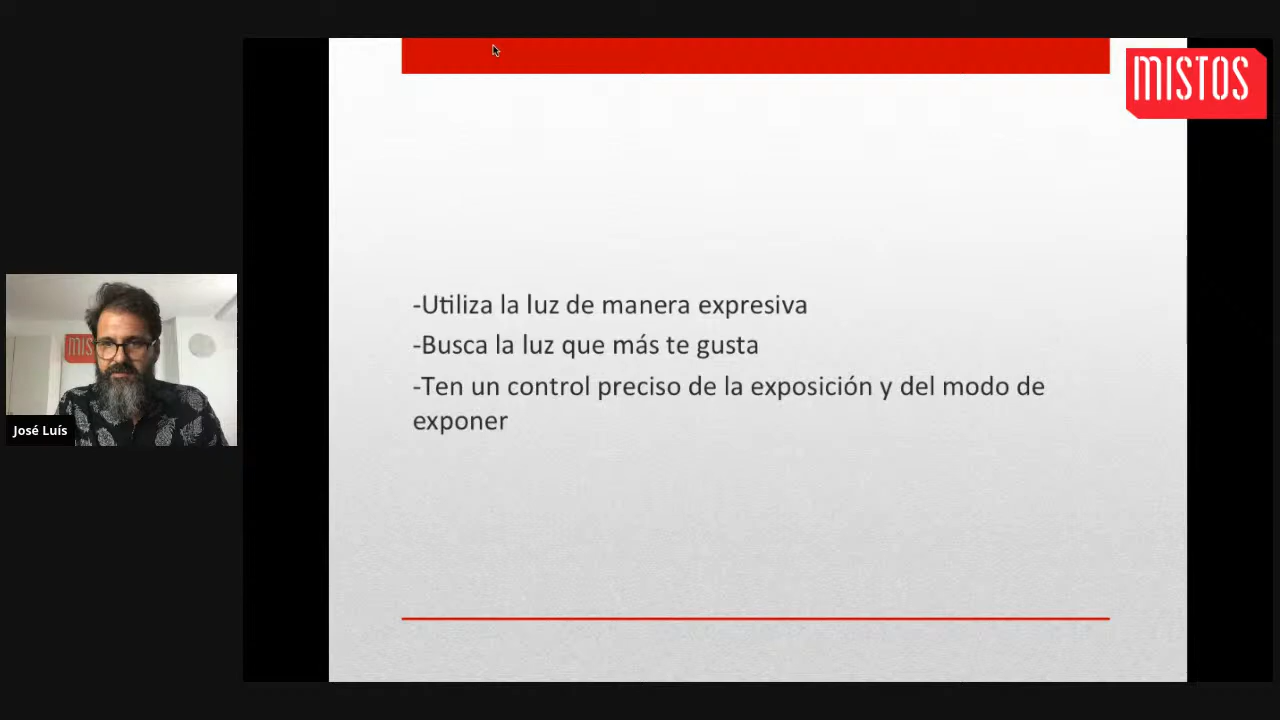 MISTOS
-Utiliza la luz de manera expresiva
-Busca la luz que más te gusta
-Ten un control preciso de la exposición y del modo de
exponer
MIS
José Luís